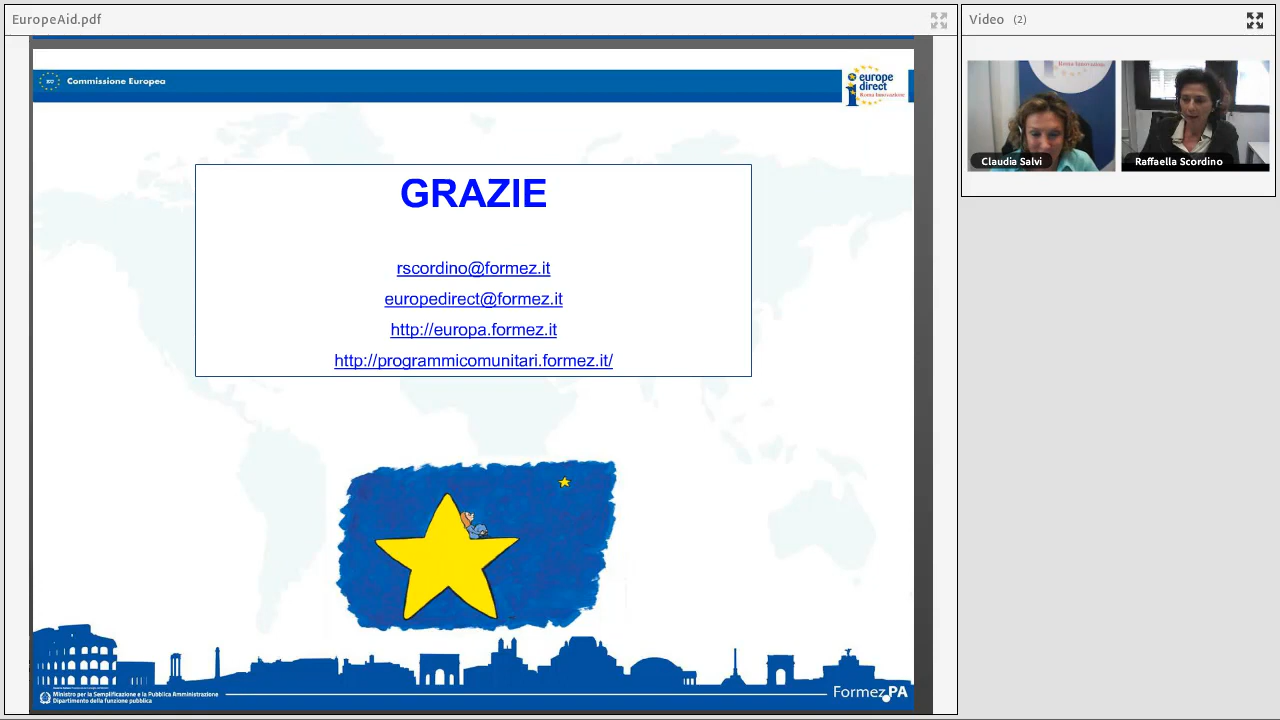 EuropeAid.pdf
Video (2)
Commissione Europea
europe
direct
Roma Innovazione
Claudia Salvi
Raffaella Scordino
GRAZIE
rscordino@formez.it
europedirect@formez.it
http://europa.formez.it
http://programmicomunitari.formez.it/
Ministro per la Semplificazione e la Pubblica Amministrazione
Dipartimento della funzione pubblica
FormezPA